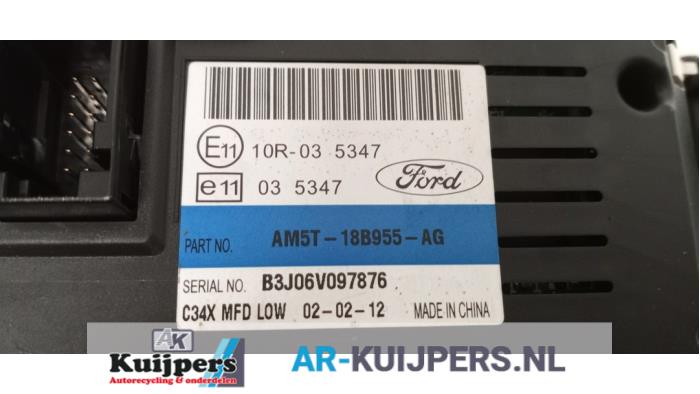 E11 10R-03 5347
e11 03 5347
Ford
PART NO. AM5T-18B955-AG
SERIAL NO. B3J06V097876
C34X MFD LOW 02-02-12 MADE IN CHINA
AK
Kuijpers
Autorecycling & onderdelen
AR-KUIJPERS.NL